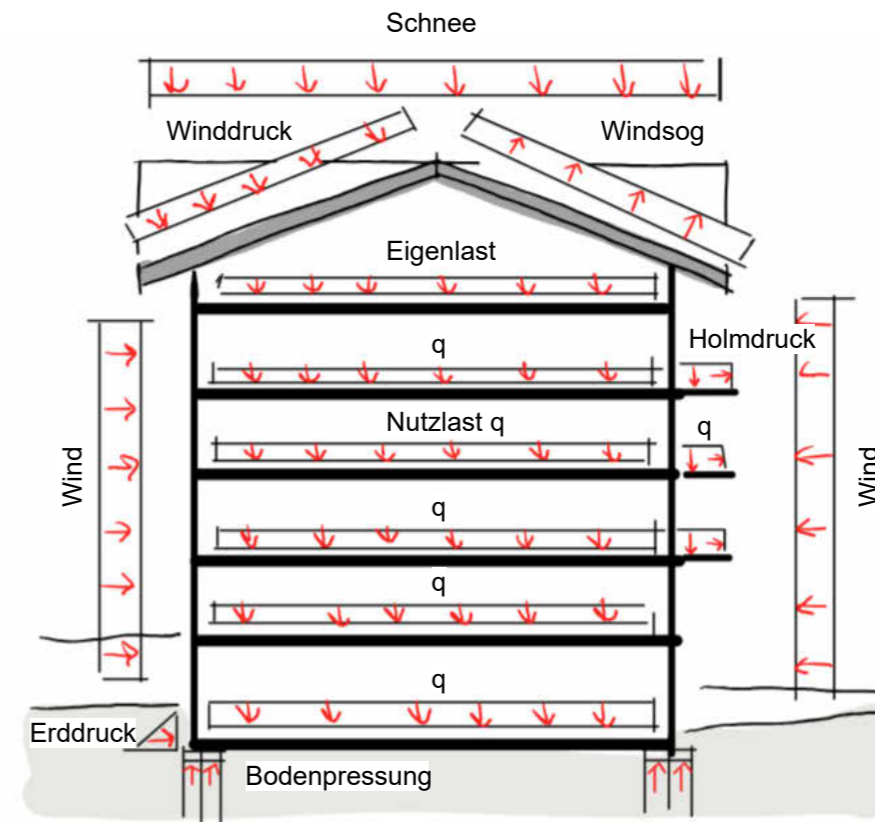 Schnee
Winddruck
Windsog
Eigenlast
q
Holmdruck
Nutzlast q
q
Wind
Wind
q
q
q
Erddruck
Bodenpressung